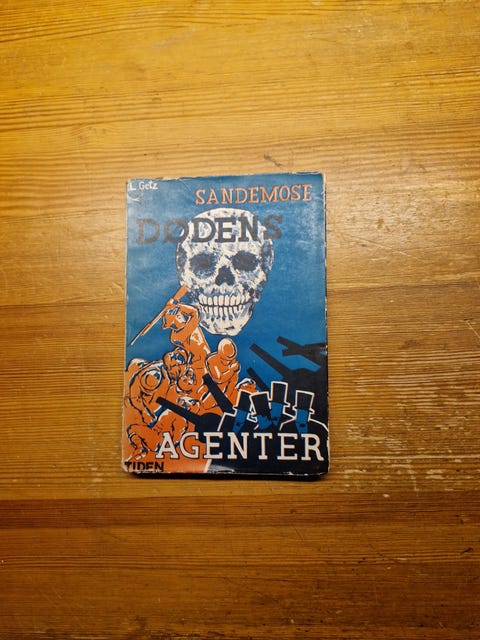 L. Getz
SANDEMOSE
DØDENS
AGENTER
TIDEN